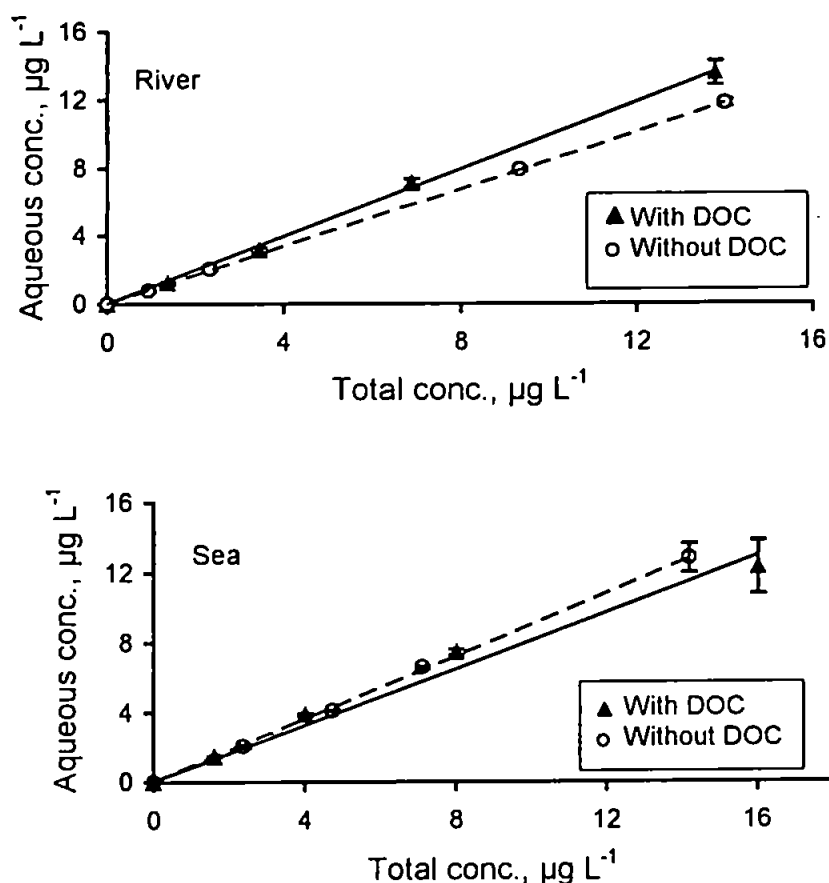 Aqueous conc., µg L⁻¹
16
12
8
4
0
River
▲ With DOC
○ Without DOC
0 4 8 12 16
Total conc., µg L⁻¹
Aqueous conc., µg L⁻¹
16
12
8
4
0
Sea
▲ With DOC
○ Without DOC
0 4 8 12 16
Total conc., µg L⁻¹